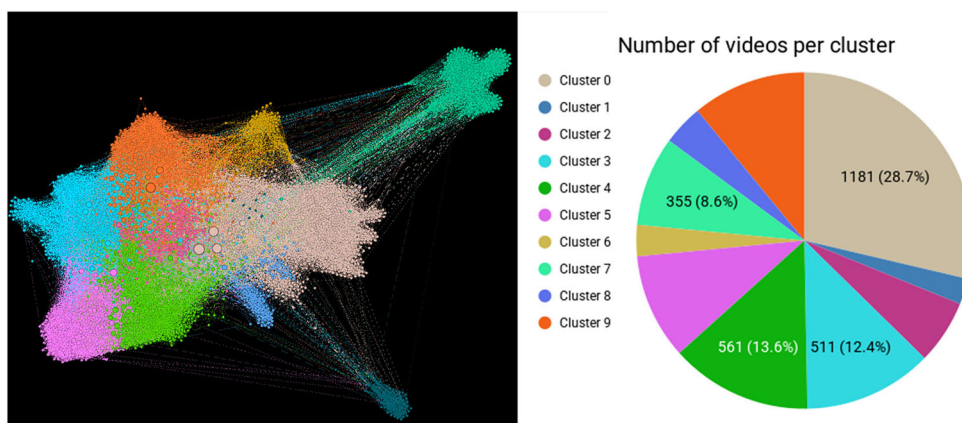 Number of videos per cluster
Cluster 0
Cluster 1
Cluster 2
Cluster 3
Cluster 4
Cluster 5
Cluster 6
Cluster 7
Cluster 8
Cluster 9
1181 (28.7%)
355 (8.6%)
561 (13.6%)
511 (12.4%)